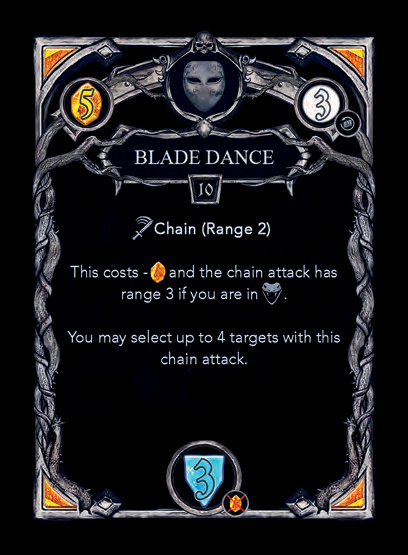 5
3
BLADE DANCE
10
Chain (Range 2)
This costs - and the chain attack has
range 3 if you are in .
You may select up to 4 targets with this
chain attack.
3